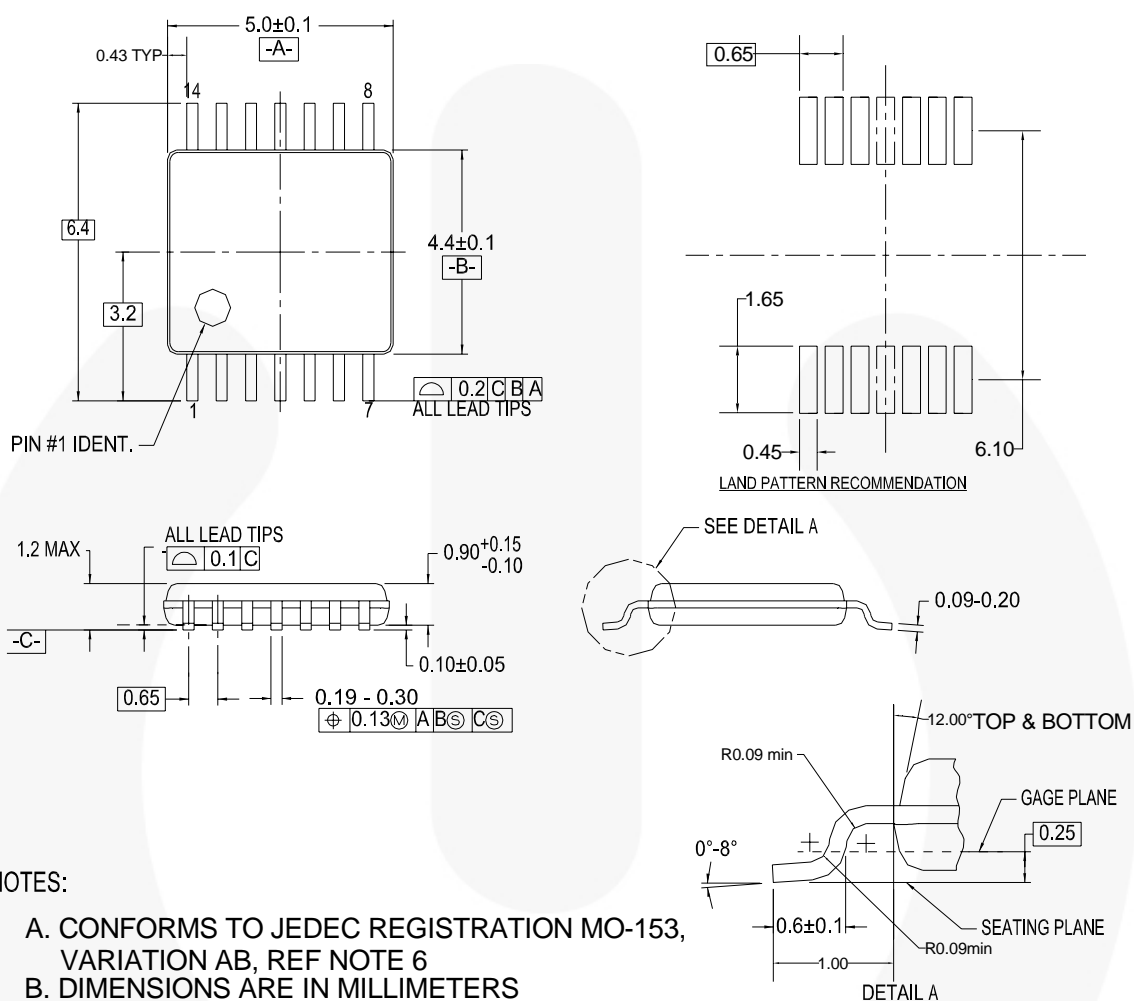 5.0±0.1
-A-
0.43 TYP
14
8
6.4
3.2
4.4±0.1
-B-
1
7
0.2 C B A
ALL LEAD TIPS
PIN #1 IDENT.
0.65
1.65
0.45
6.10
LAND PATTERN RECOMMENDATION
ALL LEAD TIPS
0.1 C
1.2 MAX
0.90+0.15
-0.10
-C-
0.10±0.05
0.65
0.19 - 0.30
⌖ 0.13Ⓜ A BⓈ CⓈ
SEE DETAIL A
0.09-0.20
12.00° TOP & BOTTOM
R0.09 min
GAGE PLANE
0.25
0°-8°
0.6±0.1
SEATING PLANE
R0.09min
1.00
DETAIL A
NOTES:
A. CONFORMS TO JEDEC REGISTRATION MO-153,
VARIATION AB, REF NOTE 6
B. DIMENSIONS ARE IN MILLIMETERS